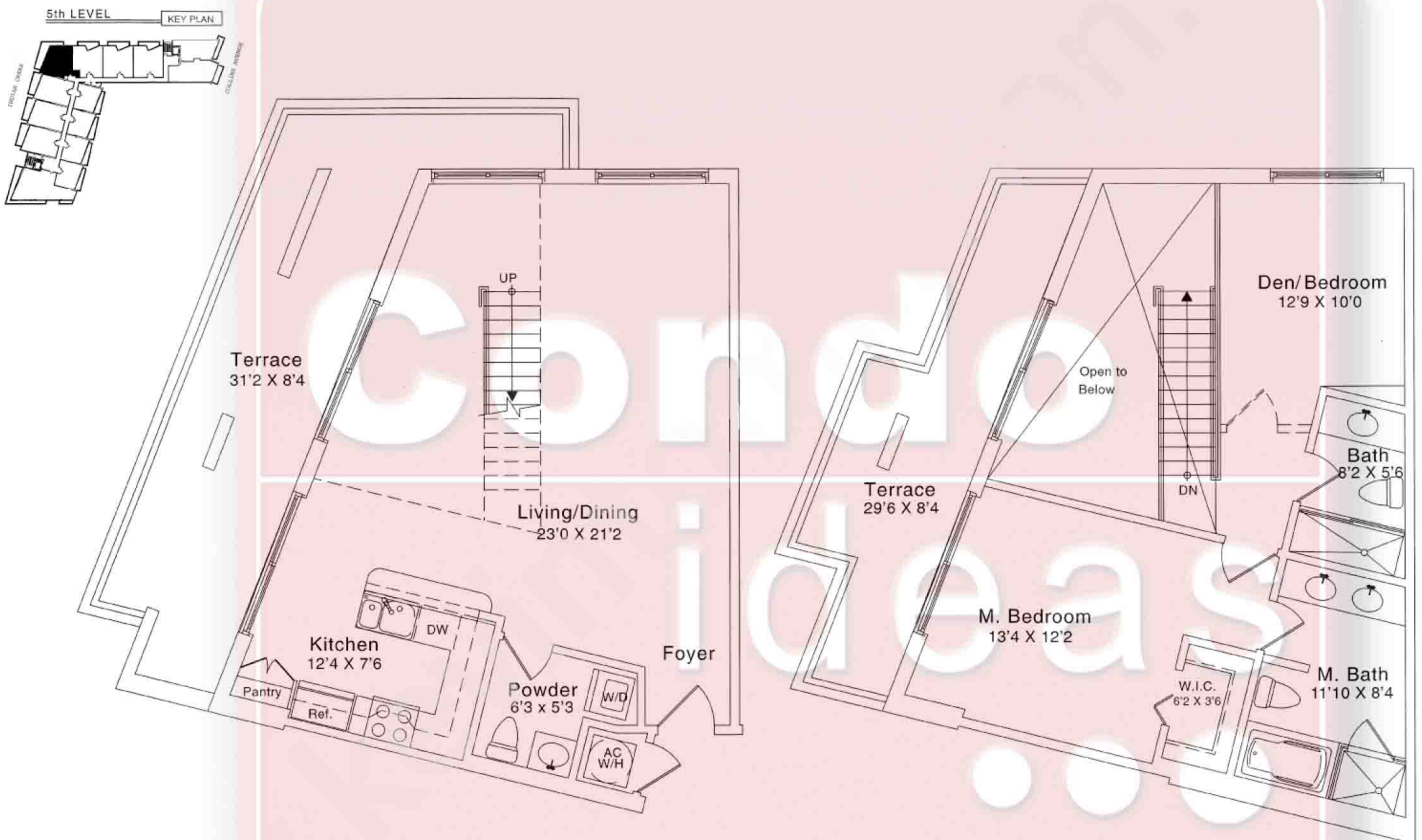 5th LEVEL
KEY PLAN
COLLINS AVENUE
Terrace
31'2 X 8'4
UP
Living/Dining
23'0 X 21'2
Kitchen
12'4 X 7'6
DW
Pantry
Ref.
Powder
6'3 x 5'3
W/D
AC
W/H
Foyer
Den/Bedroom
12'9 X 10'0
Open to
Below
DN
Bath
8'2 X 5'6
Terrace
29'6 X 8'4
M. Bedroom
13'4 X 12'2
W.I.C.
6'2 X 3'6
M. Bath
11'10 X 8'4
Condo
ideas